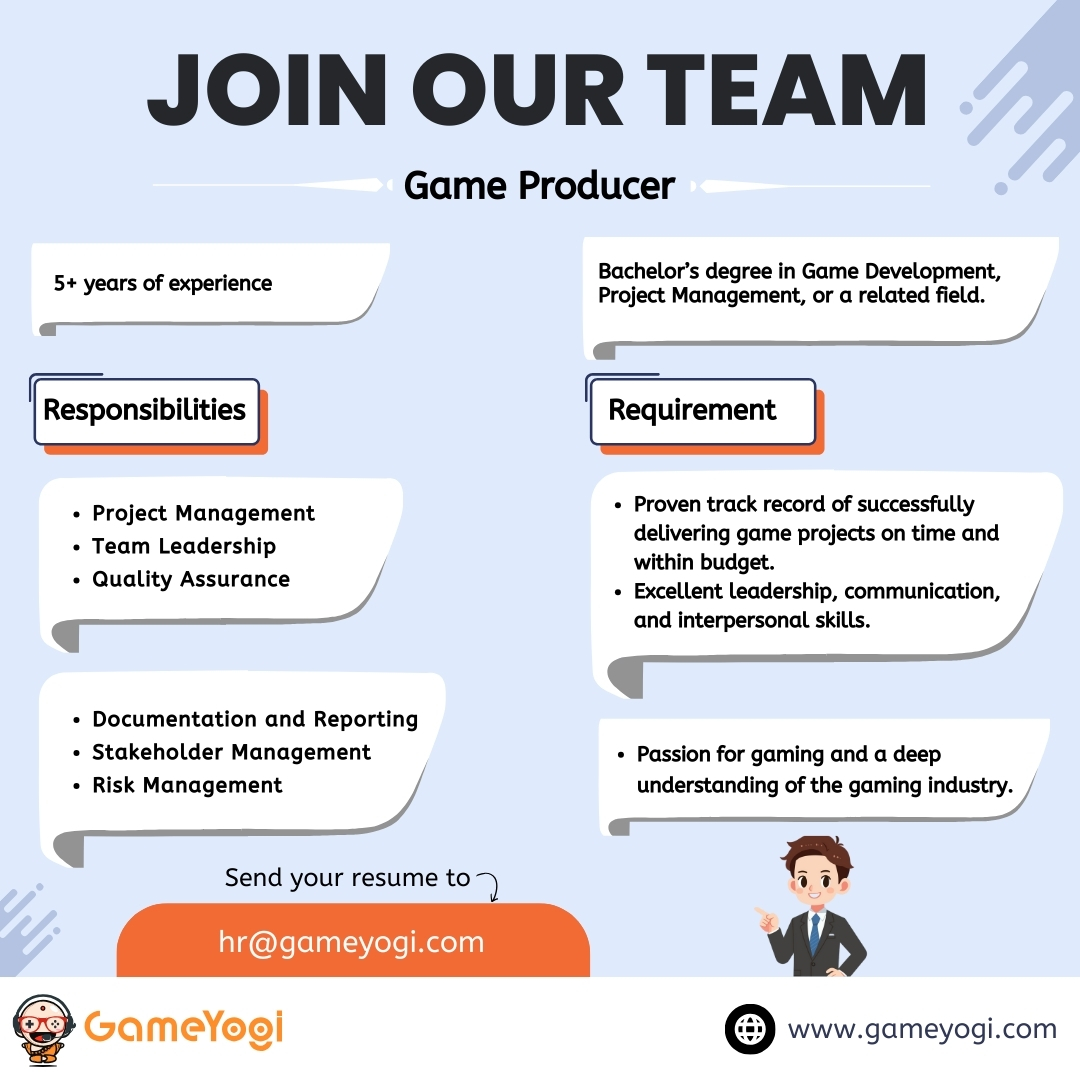 JOIN OUR TEAM
Game Producer
5+ years of experience
Bachelor’s degree in Game Development,
Project Management, or a related field.
Responsibilities
• Project Management
• Team Leadership
• Quality Assurance
• Documentation and Reporting
• Stakeholder Management
• Risk Management
Requirement
• Proven track record of successfully
delivering game projects on time and
within budget.
• Excellent leadership, communication,
and interpersonal skills.
• Passion for gaming and a deep
understanding of the gaming industry.
Send your resume to
hr@gameyogi.com
GameYogi
www.gameyogi.com